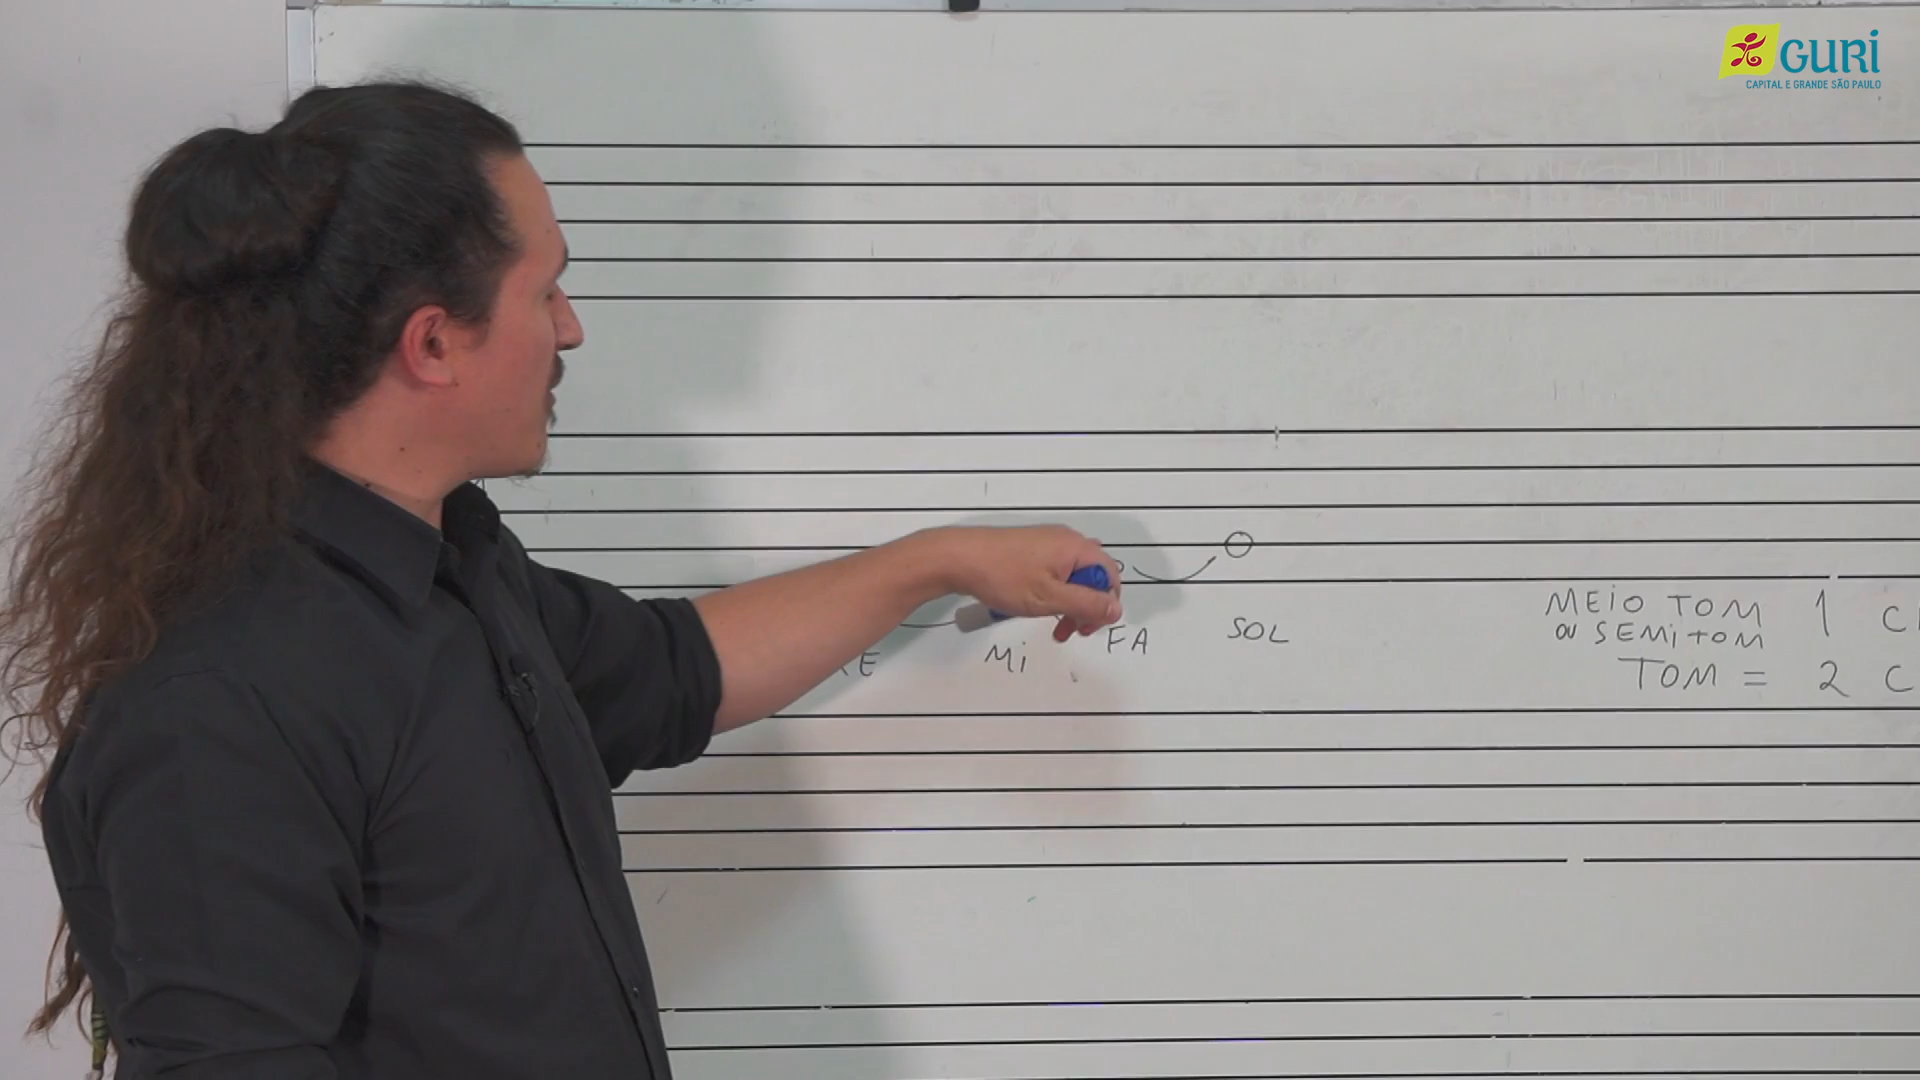 GURI
CAPITAL E GRANDE SÃO PAULO
MI FA SOL
MEIO TOM 1
OU SEMITOM
TOM = 2